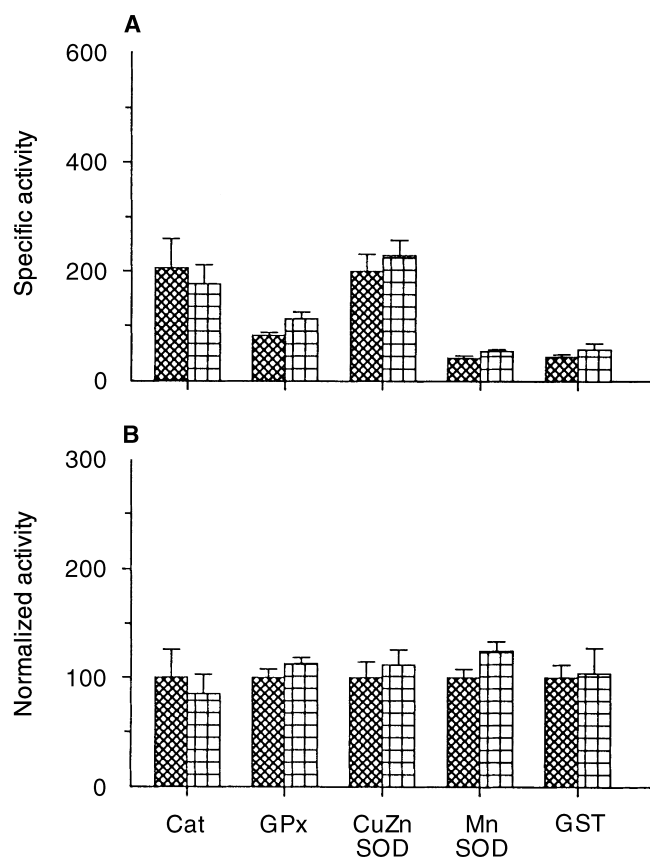 A
600
400
200
0
Specific activity
B
300
200
100
0
Normalized activity
Cat GPx CuZn Mn GST
SOD SOD